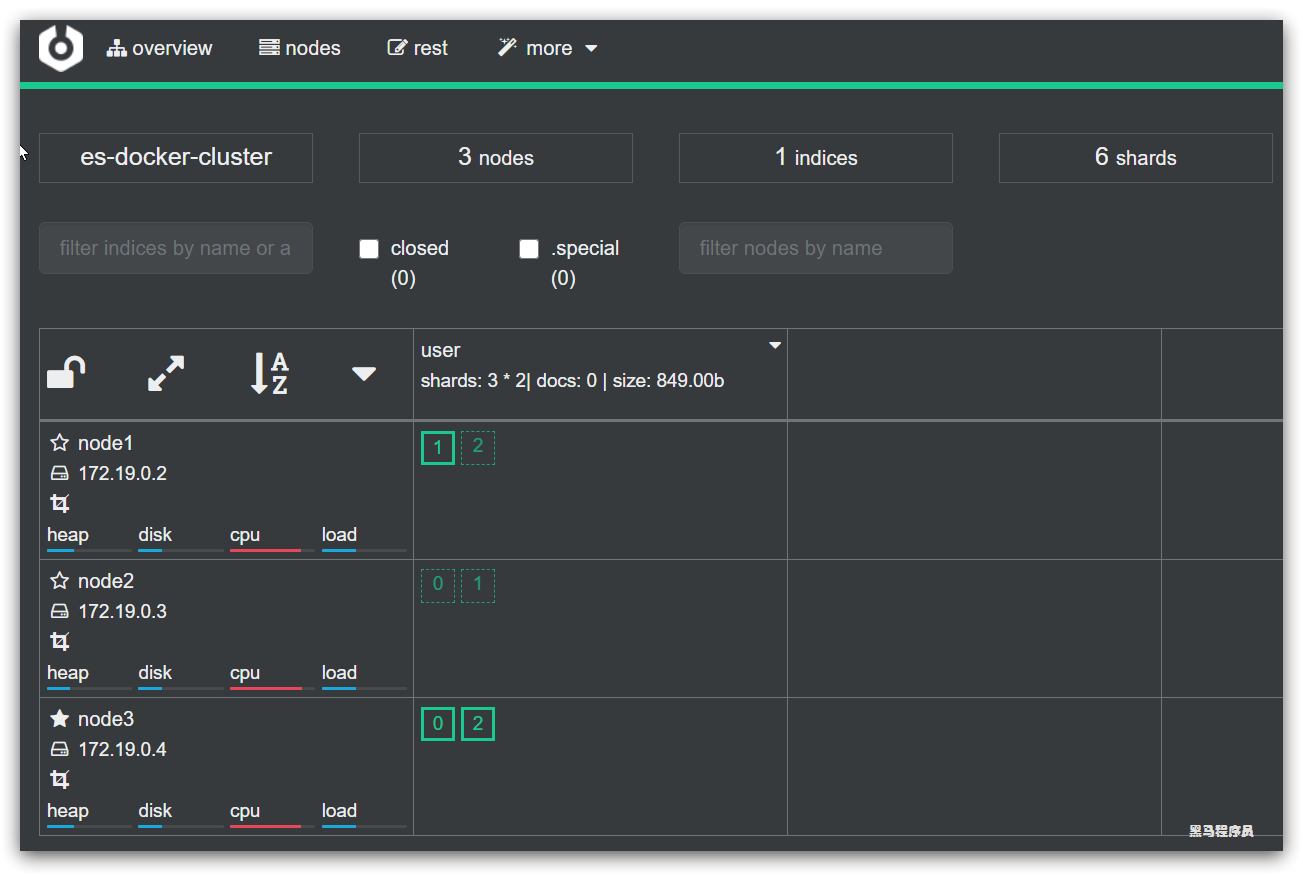 overview nodes rest more
es-docker-cluster 3 nodes 1 indices 6 shards
filter indices by name or a closed (0) .special (0) filter nodes by name
user
shards: 3 * 2| docs: 0 | size: 849.00b
node1
172.19.0.2
heap disk cpu load
1 2
node2
172.19.0.3
heap disk cpu load
0 1
node3
172.19.0.4
heap disk cpu load
0 2
黑马程序员